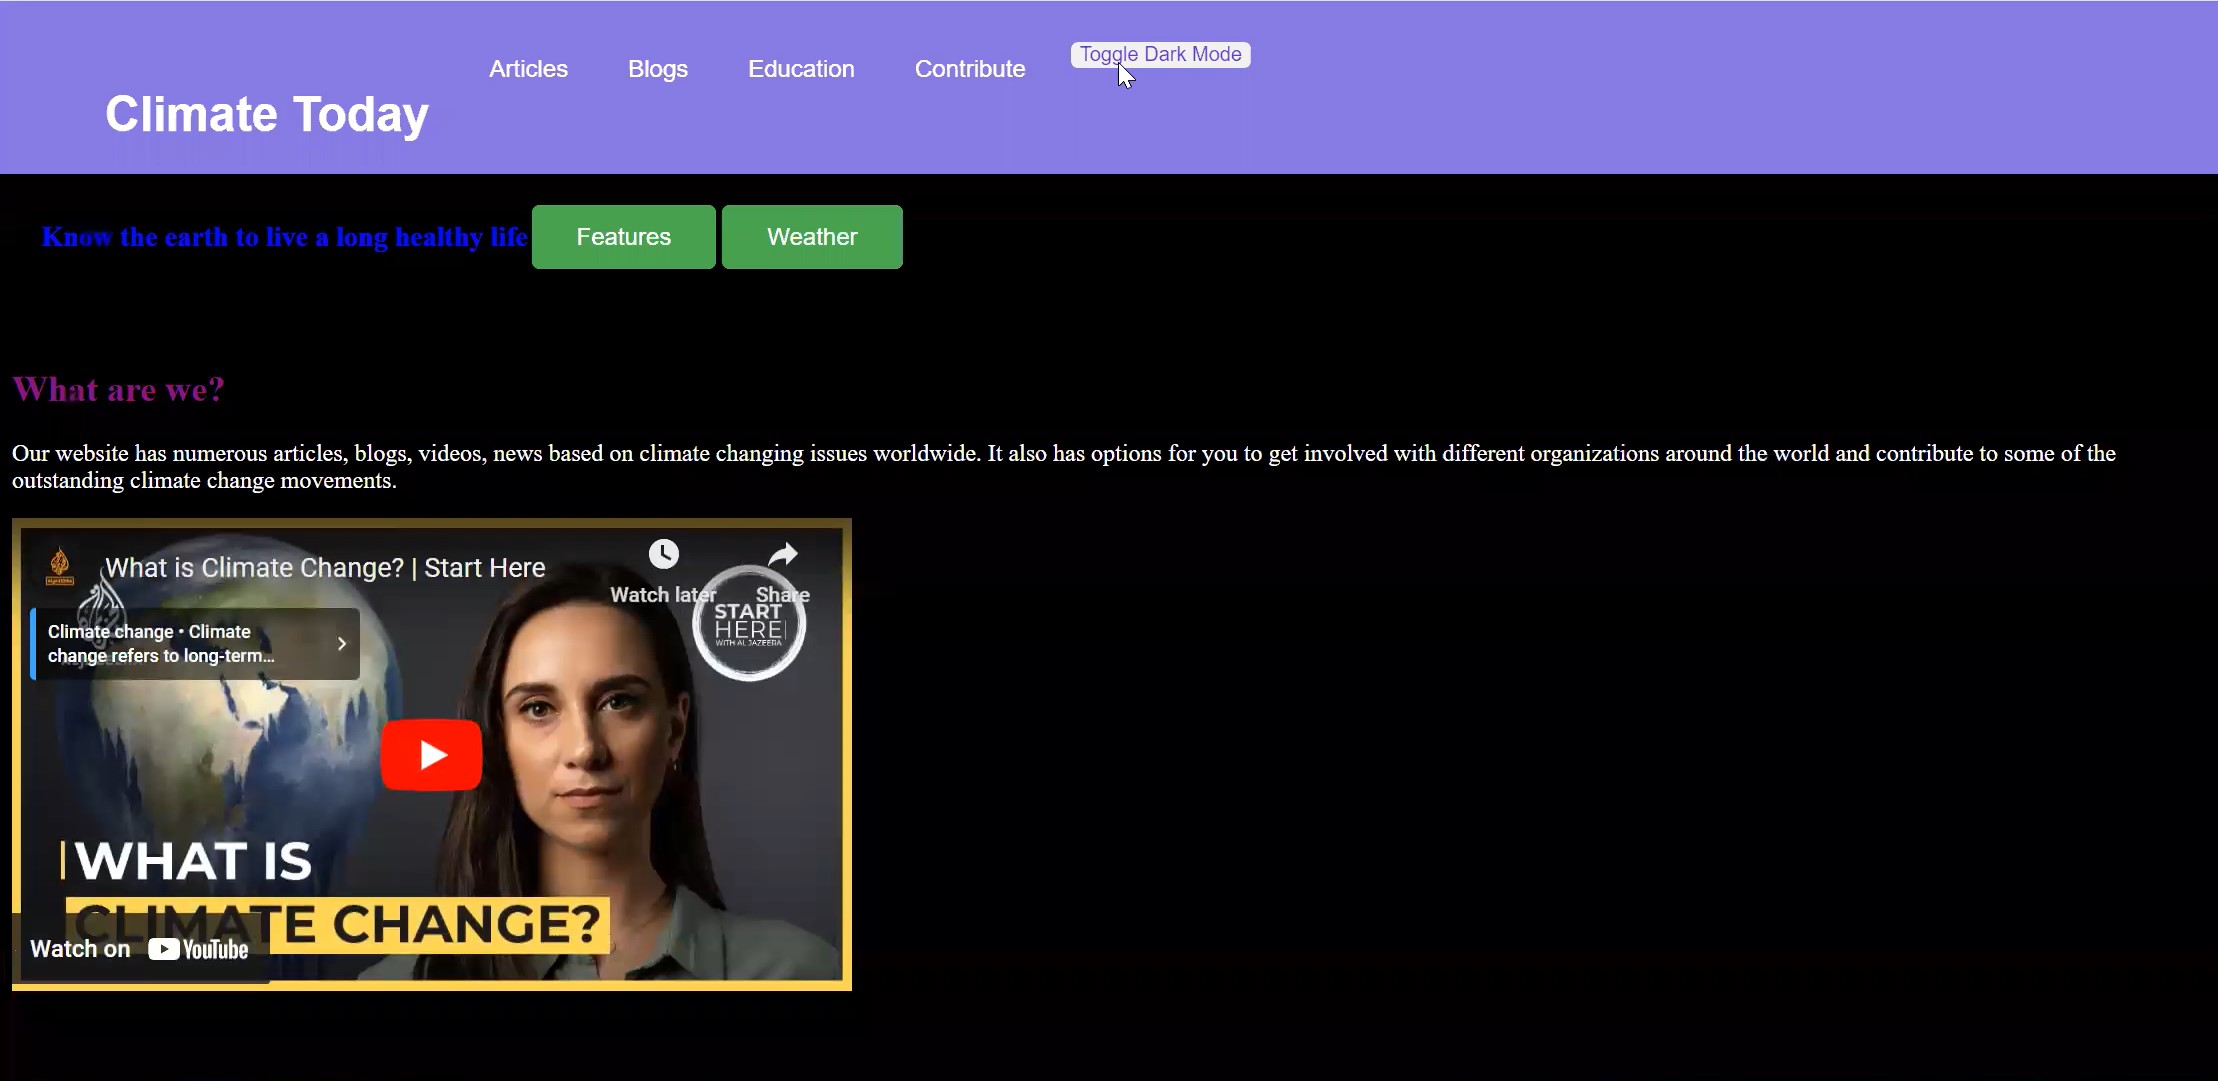 Articles Blogs Education Contribute Toggle Dark Mode
Climate Today
Know the earth to live a long healthy life Features Weather
What are we?
Our website has numerous articles, blogs, videos, news based on climate changing issues worldwide. It also has options for you to get involved with different organizations around the world and contribute to some of the
outstanding climate change movements.
What is Climate Change? | Start Here
Watch later Share
START
HERE
WITH AL JAZEERA
Climate change • Climate
change refers to long-term...
WHAT IS
CLIMATE CHANGE?
Watch on YouTube